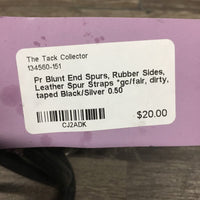 The Tack Collector
134560-151
Pr Blunt End Spurs, Rubber Sides,
Leather Spur Straps *gc/fair, dirty,
taped Black/Silver 0.50
$20.00
CJ2ADK